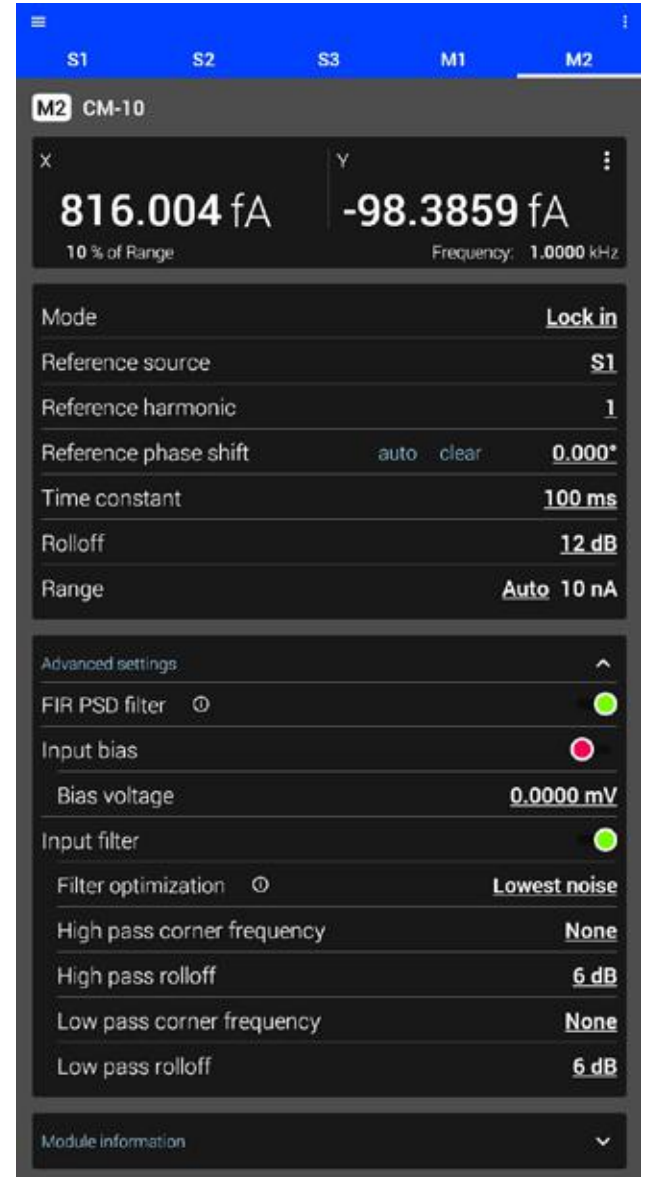 S1 S2 S3 M1 M2
M2 CM-10
X Y
816.004 fA -98.3859 fA
10 % of Range Frequency: 1.0000 kHz
Mode Lock in
Reference source S1
Reference harmonic 1
Reference phase shift auto clear 0.000°
Time constant 100 ms
Rolloff 12 dB
Range Auto 10 nA
Advanced settings
FIR PSD filter
Input bias
Bias voltage 0.0000 mV
Input filter
Filter optimization Lowest noise
High pass corner frequency None
High pass rolloff 6 dB
Low pass corner frequency None
Low pass rolloff 6 dB
Module information